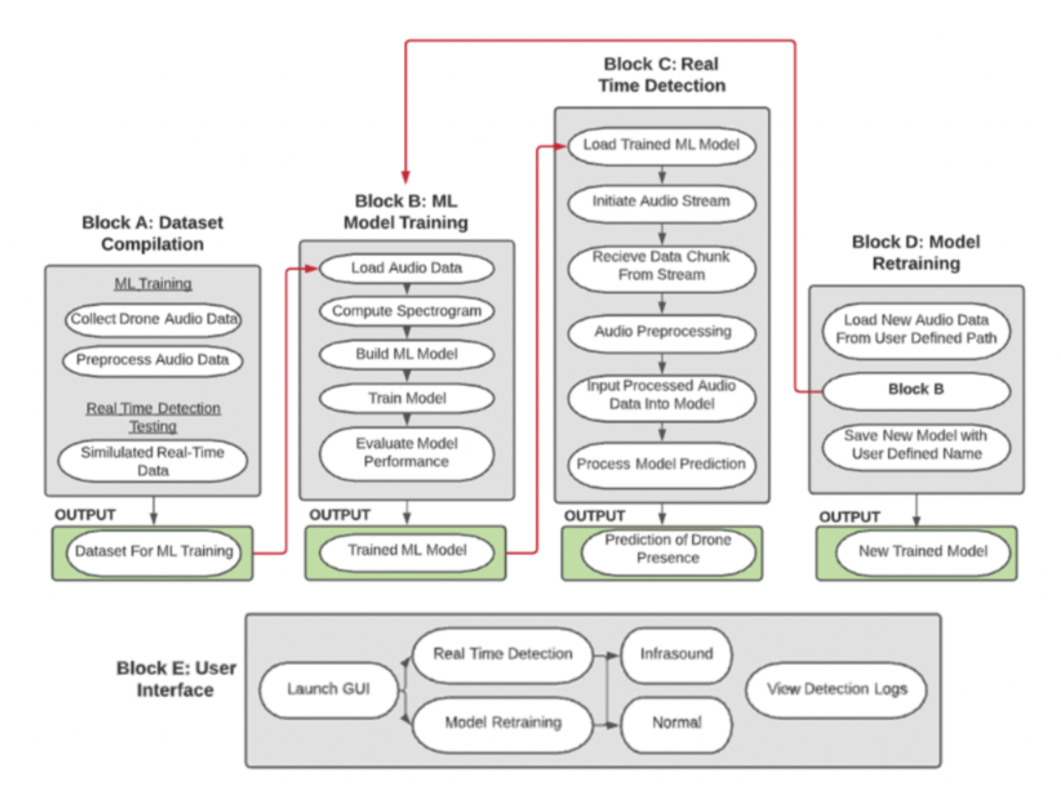 Block A: Dataset
Compilation
ML Training
Collect Drone Audio Data
Preprocess Audio Data
Real Time Detection
Testing
Similulated Real-Time
Data
OUTPUT
Dataset For ML Training
Block B: ML
Model Training
Load Audio Data
Compute Spectrogram
Build ML Model
Train Model
Evaluate Model
Performance
OUTPUT
Trained ML Model
Block C: Real
Time Detection
Load Trained ML Model
Initiate Audio Stream
Recieve Data Chunk
From Stream
Audio Preprocessing
Input Processed Audio
Data Into Model
Process Model Prediction
OUTPUT
Prediction of Drone
Presence
Block D: Model
Retraining
Load New Audio Data
From User Defined Path
Block B
Save New Model with
User Defined Name
OUTPUT
New Trained Model
Block E: User
Interface
Launch GUI
Real Time Detection
Model Retraining
Infrasound
Normal
View Detection Logs